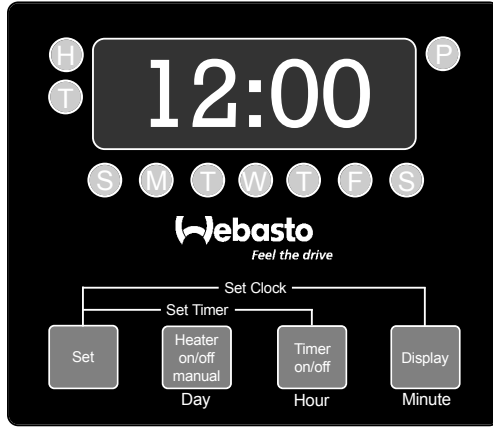 H
P
12:00
T
S M T W T F S
Webasto
Feel the drive
Set Clock
Set Timer
Set
Heater
on/off
manual
Timer
on/off
Display
Day
Hour
Minute